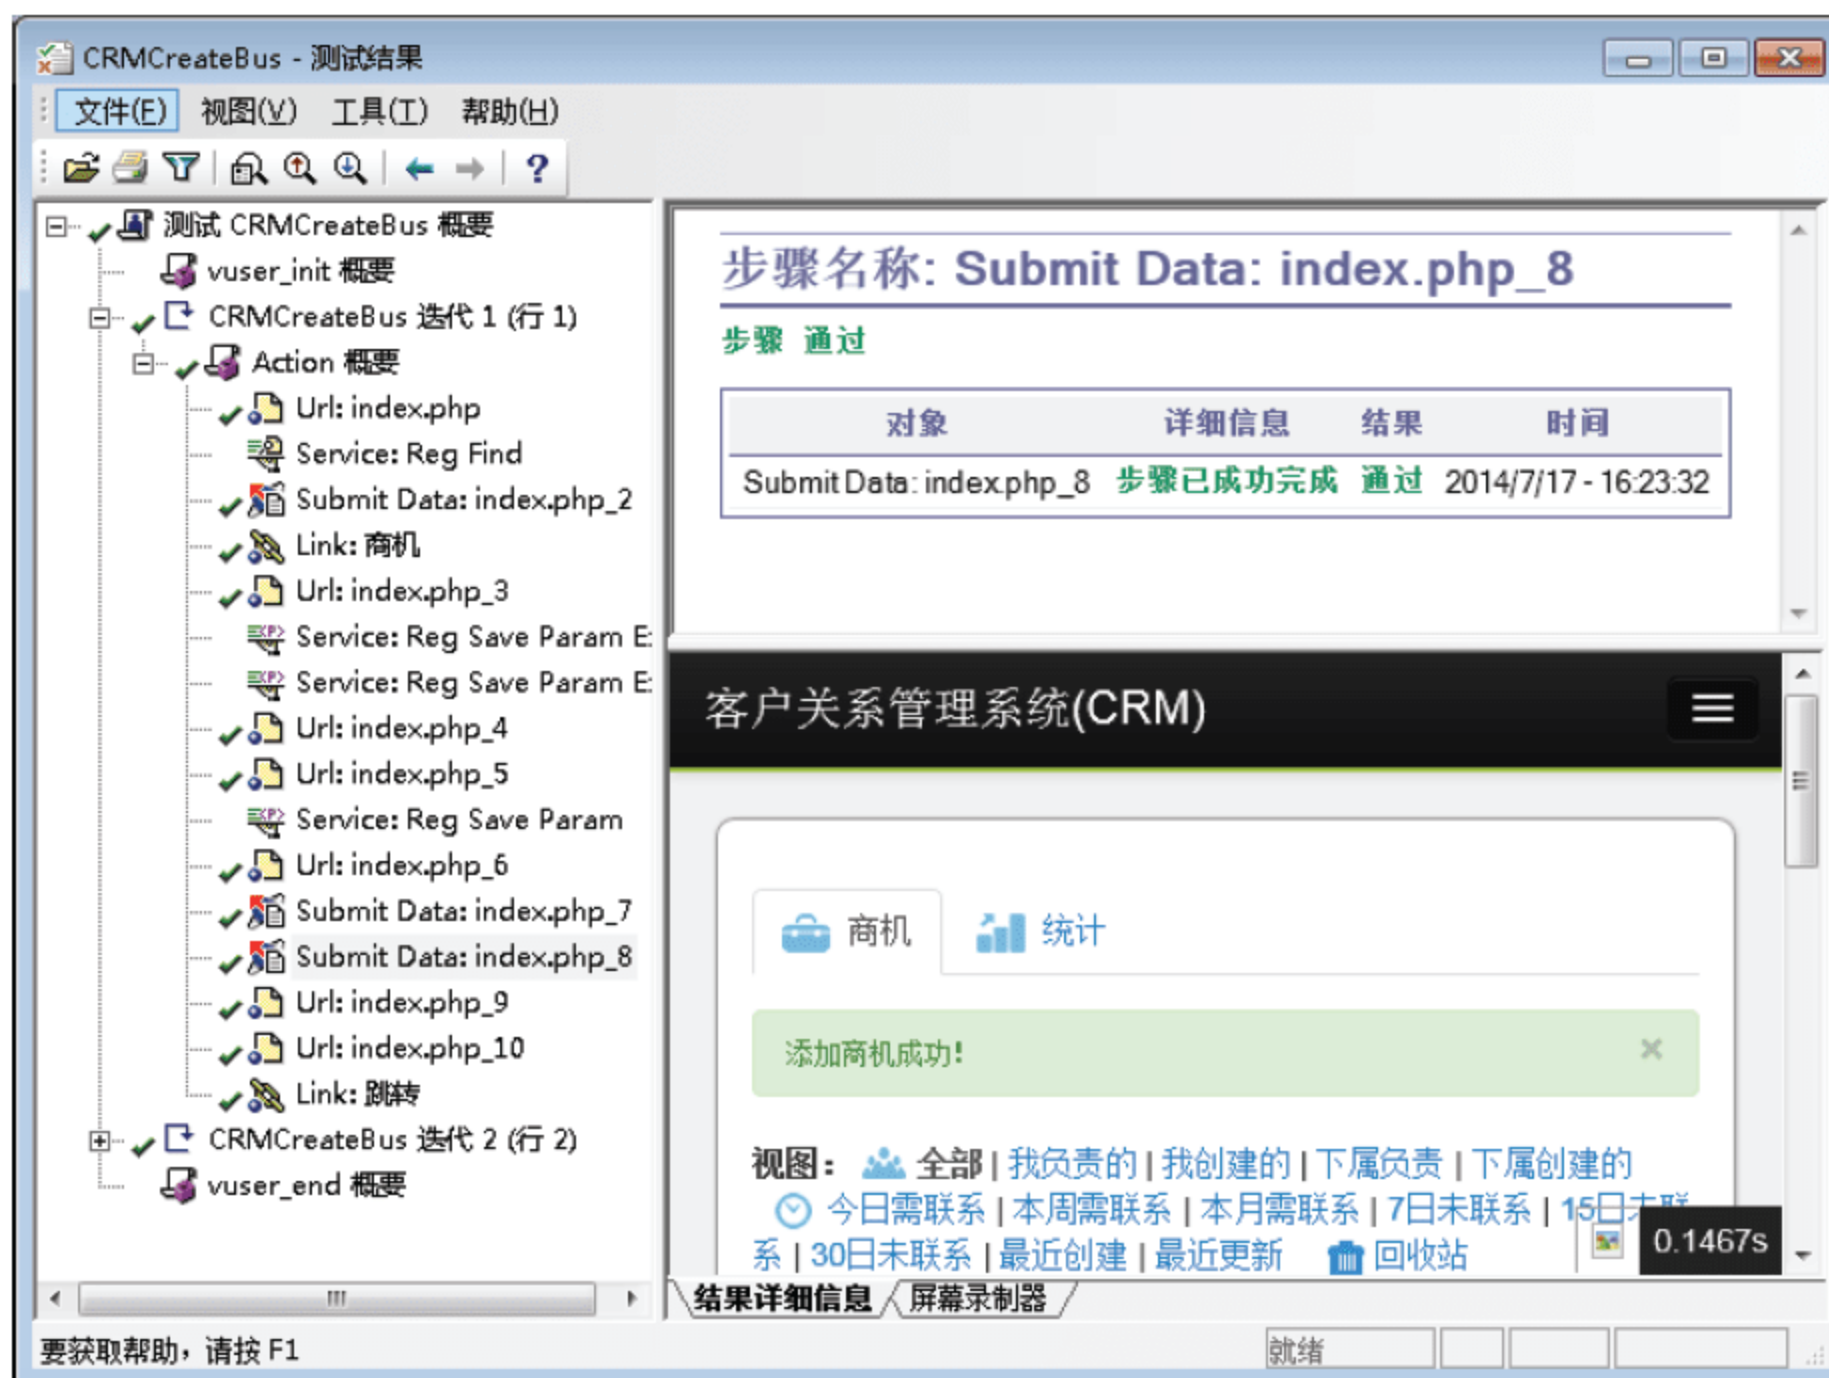 CRMCreateBus - 测试结果
文件(F) 视图(V) 工具(T) 帮助(H)
测试 CRMCreateBus 概要
vuser_init 概要
CRMCreateBus 迭代 1 (行 1)
Action 概要
Url: index.php
Service: Reg Find
Submit Data: index.php_2
Link: 商机
Url: index.php_3
Service: Reg Save Param E
Service: Reg Save Param E
Url: index.php_4
Url: index.php_5
Service: Reg Save Param
Url: index.php_6
Submit Data: index.php_7
Submit Data: index.php_8
Url: index.php_9
Url: index.php_10
Link: 跳转
CRMCreateBus 迭代 2 (行 2)
vuser_end 概要
步骤名称: Submit Data: index.php_8
步骤 通过
对象 详细信息 结果 时间
Submit Data: index.php_8 步骤已成功完成 通过 2014/7/17 - 16:23:32
客户关系管理系统(CRM)
商机 统计
添加商机成功!
×
视图： 全部 | 我负责的 | 我创建的 | 下属负责 | 下属创建的
今日需联系 | 本周需联系 | 本月需联系 | 7日未联系 | 15日未联
系 | 30日未联系 | 最近创建 | 最近更新 回收站
0.1467s
结果详细信息 屏幕录制器
要获取帮助，请按 F1
就绪